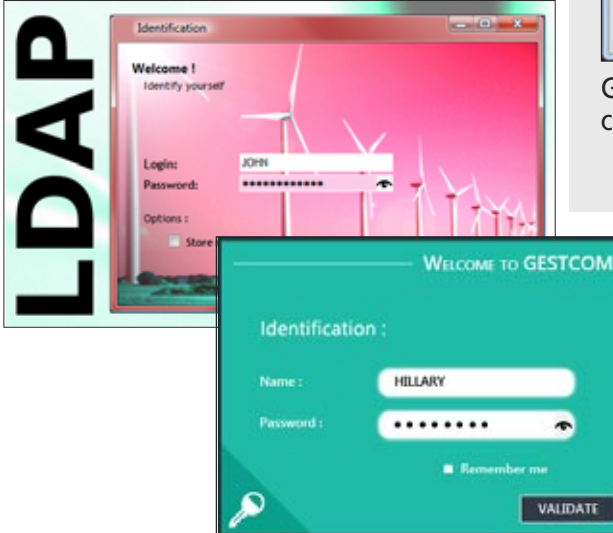 LDAP
Identification
Welcome !
Identify yourself
Login:
JOHN
Password:
••••••••••••
Options :
Store
WELCOME TO GESTCOM
Identification :
Name :
HILLARY
Password :
••••••••
Remember me
VALIDATE